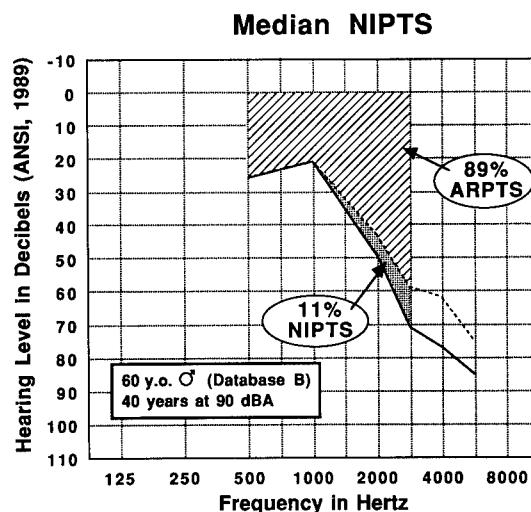 Median NIPTS
Hearing Level in Decibels (ANSI, 1989)
-10
0
10
20
30
40
50
60
70
80
90
100
110
89%
ARPTS
11%
NIPTS
60 y.o. ♂ (Database B)
40 years at 90 dBA
125 250 500 1000 2000 4000 8000
Frequency in Hertz